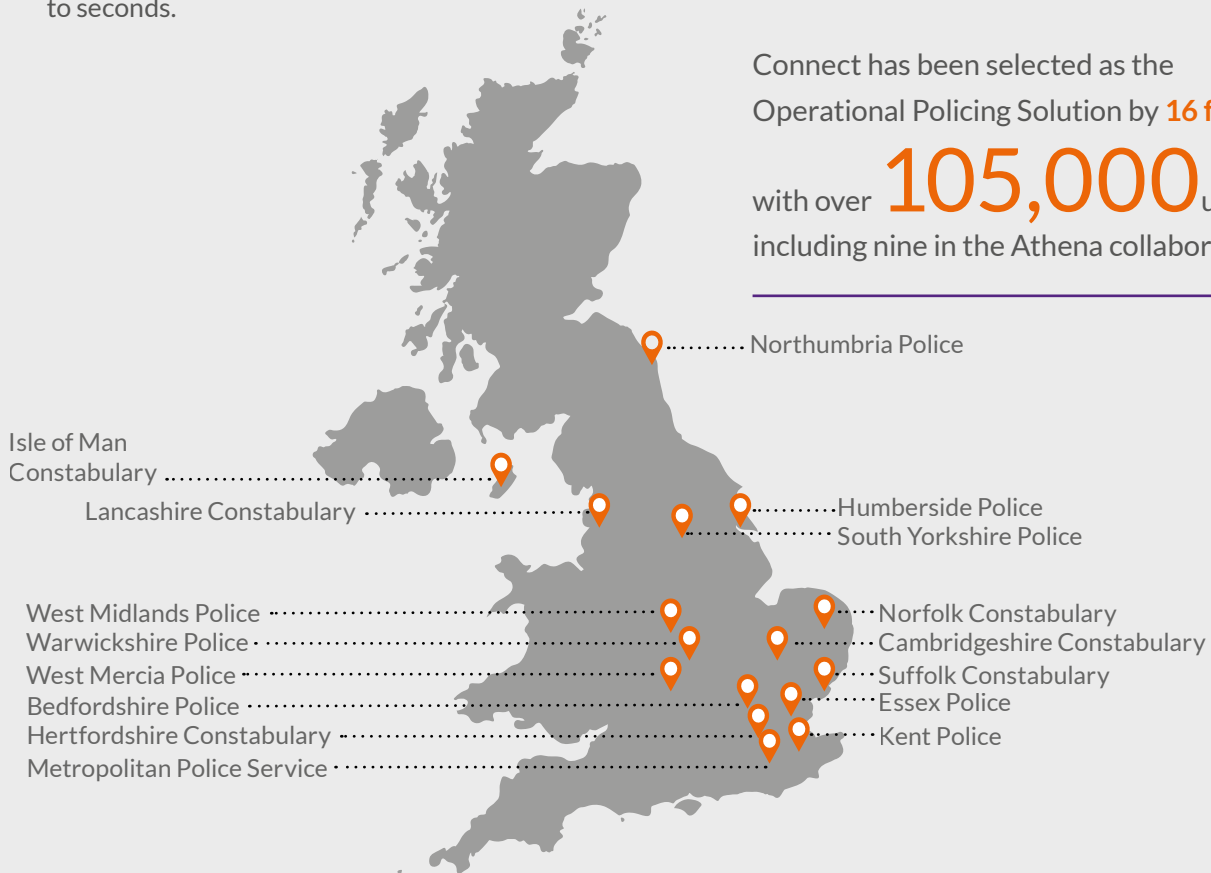 to seconds.
Connect has been selected as the
Operational Policing Solution by 16 f
with over 105,000 u
including nine in the Athena collabor
Northumbria Police
Isle of Man
Constabulary
Lancashire Constabulary
Humberside Police
South Yorkshire Police
West Midlands Police
Warwickshire Police
West Mercia Police
Bedfordshire Police
Hertfordshire Constabulary
Metropolitan Police Service
Norfolk Constabulary
Cambridgeshire Constabulary
Suffolk Constabulary
Essex Police
Kent Police